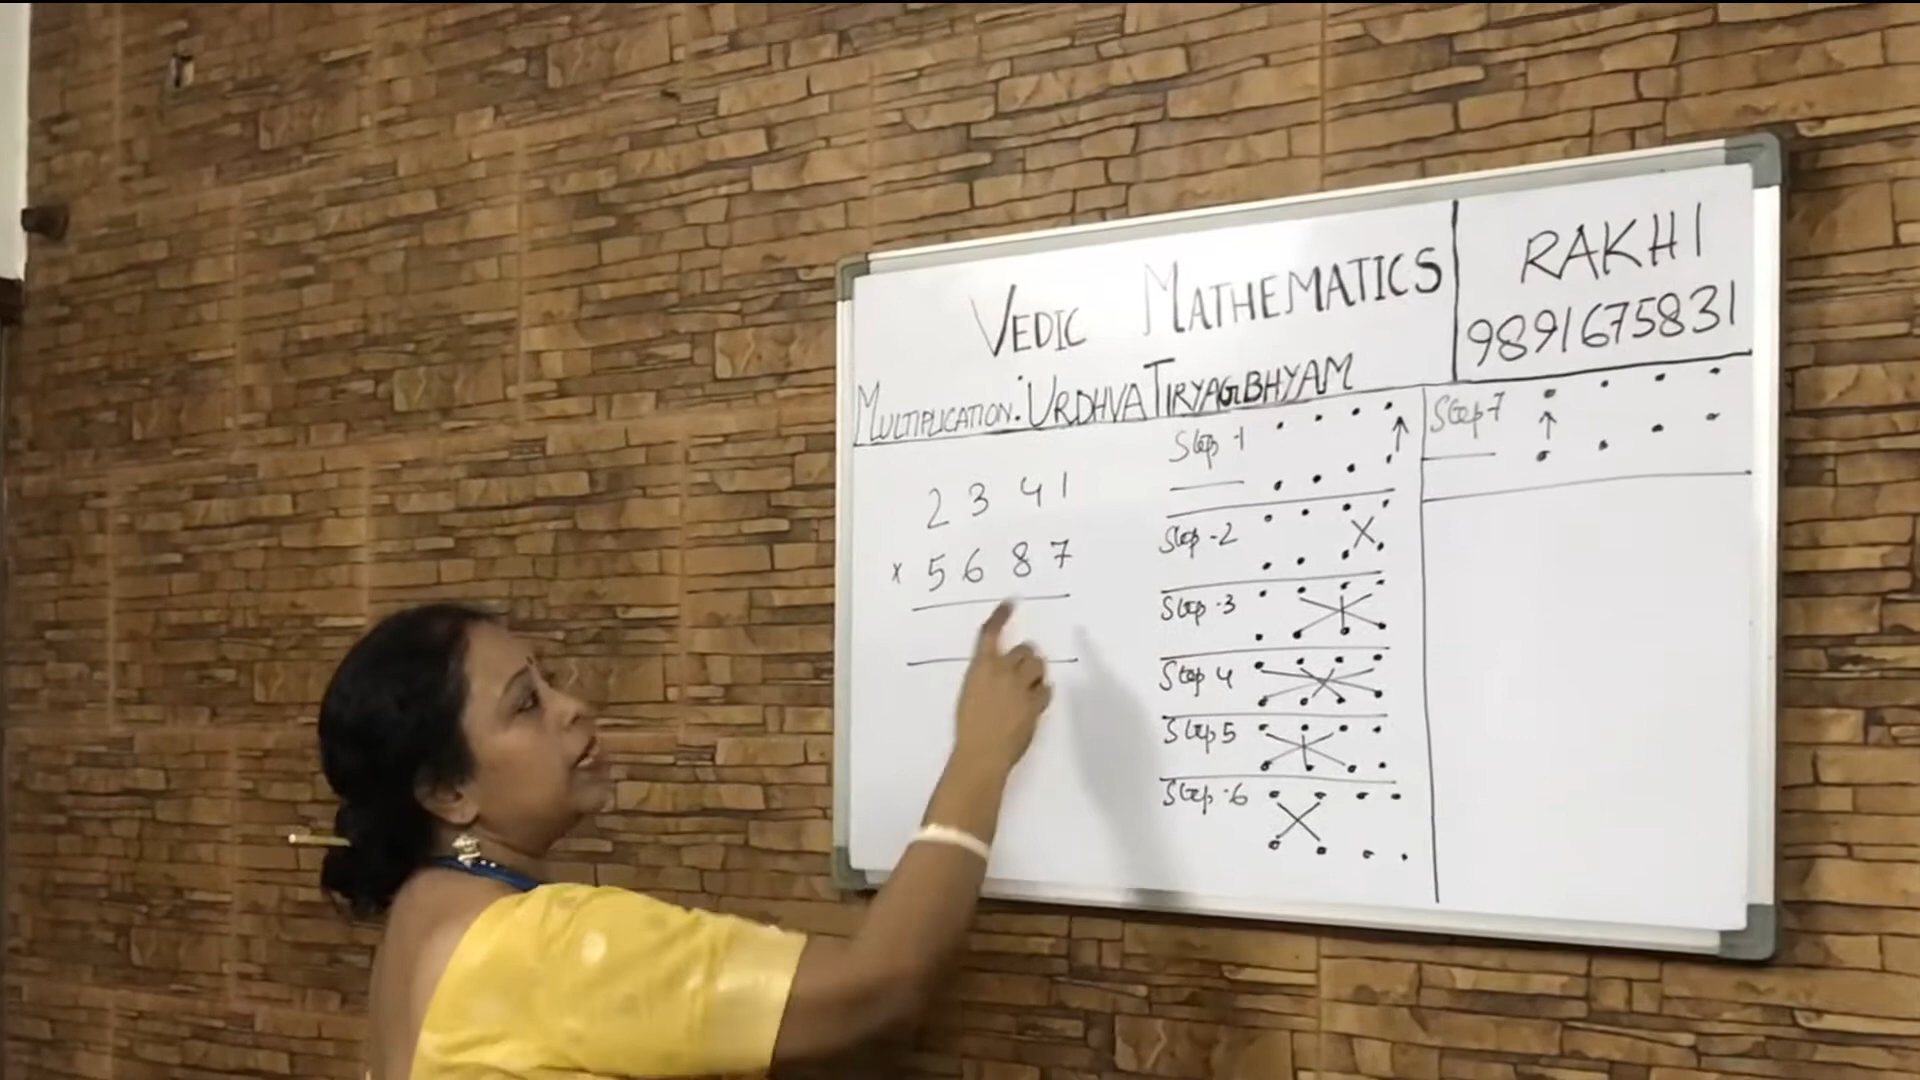 VEDIC MATHEMATICS
RAKHI
9891675831
MULTIPLICATION: URDHVA TIRYAGBHYAM
2 3 4 1
x 5 6 8 7
Step-1
Step-2
Step-3
Step 4
Step 5
Step-6
Step 7